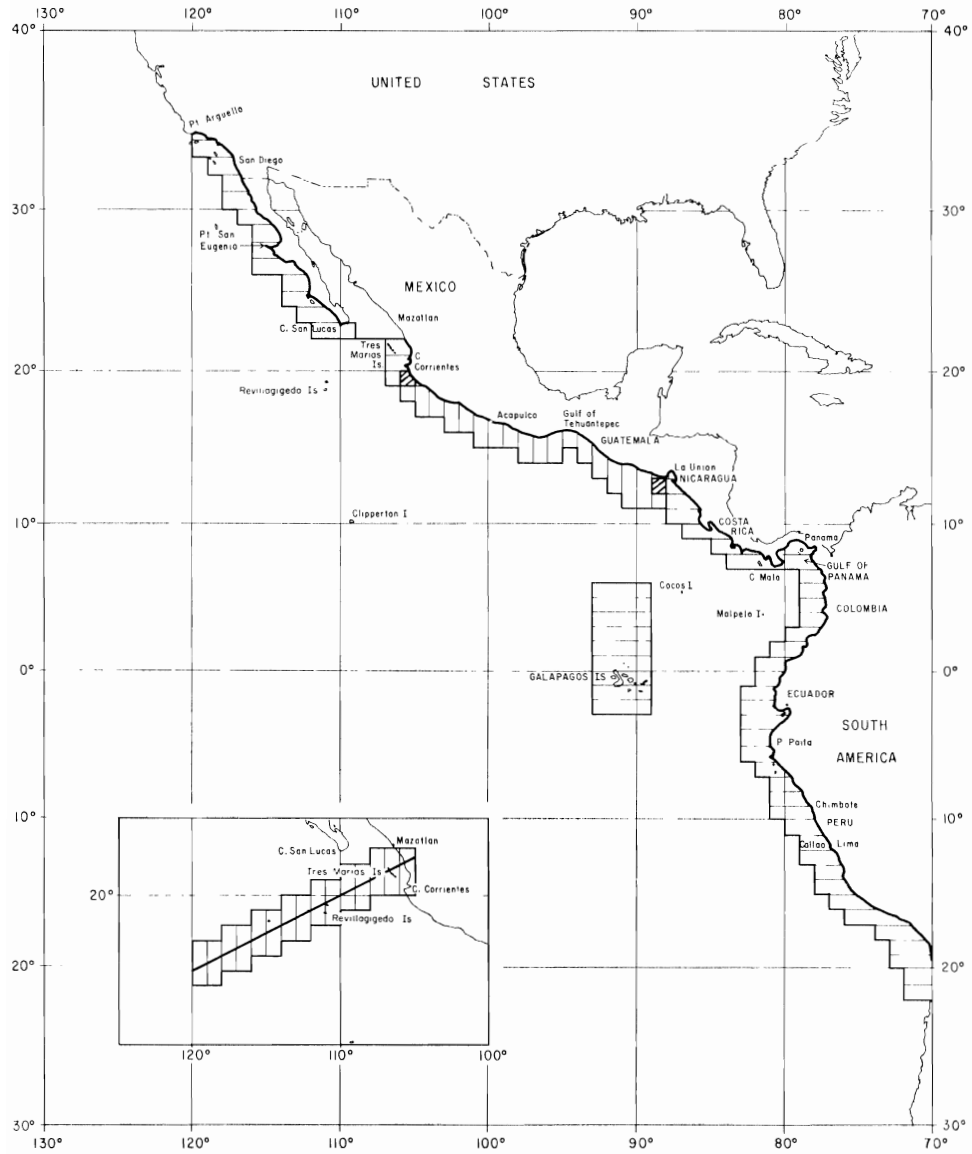 130° 120° 110° 100° 90° 80° 70°
40° 40°
UNITED STATES
Pt Arguello
San Diego
30° 30°
Pt San
Eugenio
MEXICO
Mazatlan
C. San Lucas
Tres
Marias
Is
C
Corrientes
20° 20°
Revillagigedo Is
Acapulco
Gulf of
Tehuantepec
GUATEMALA
La Union
NICARAGUA
Clipperton I
10° 10°
COSTA
RICA
Panama
GULF OF
PANAMA
C Mala
Cocos I
Malpelo I
COLOMBIA
0° 0°
GALAPAGOS IS
ECUADOR
SOUTH
AMERICA
P Paita
10° 10°
Chimbote
PERU
Callao Lima
C. San Lucas
Mazatlan
Tres Marias Is
C. Corrientes
20°
Revillagigedo Is
20° 20°
120° 110° 100°
30° 30°
130° 120° 110° 100° 90° 80° 70°